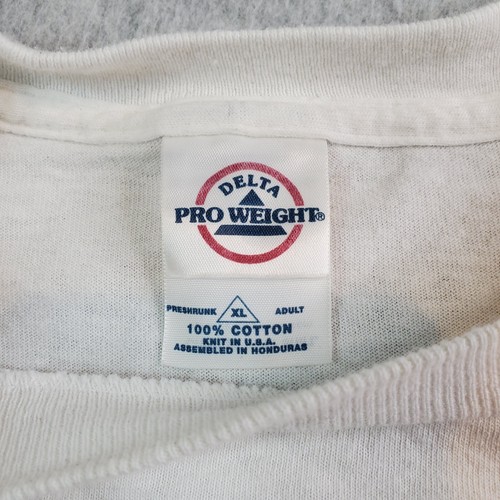 DELTA
PRO WEIGHT®
PRESHRUNK XL ADULT
100% COTTON
KNIT IN U.S.A.
ASSEMBLED IN HONDURAS